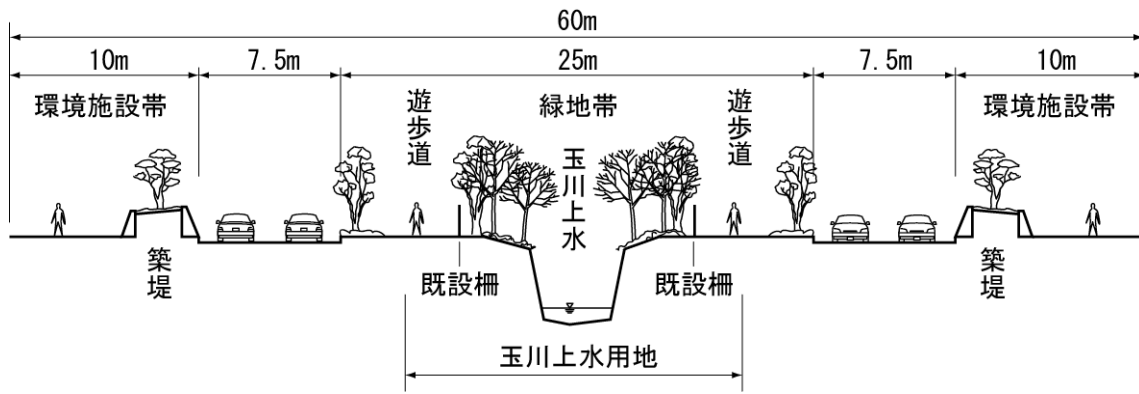 60m
10m
7.5m
25m
7.5m
10m
環境施設帯
遊歩道
緑地帯
遊歩道
環境施設帯
玉川上水
築堤
既設柵
既設柵
築堤
玉川上水用地